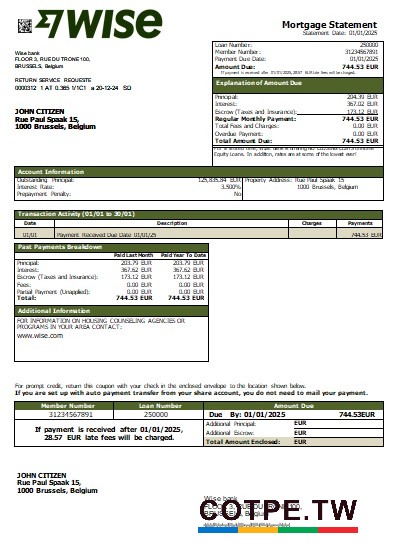 WISE
Mortgage Statement
Statement Date: 01/01/2025
Loan Number: 250000
Member Number: 31234567891
Payment Due Date: 01/01/2025
Amount Due: 744.53 EUR
If payment is received after 01/01/2025, 28.57 EUR late fees will be charged.
Wise bank
FLOOR 3, RUE DU TRONE 100,
BRUSSELS, Belgium
RETURN SERVICE REQUESTE
0000312 1 AT 0.365 1/1C1 a 20-12-24 SQ
JOHN CITIZEN
Rue Paul Spaak 15,
1000 Brussels, Belgium
Explanation of Amount Due
Principal: 204.39 EUR
Interest: 367.02 EUR
Escrow (Taxes and Insurance): 173.12 EUR
Regular Monthly Payment: 744.53 EUR
Total Fees and Charges: 0.00 EUR
Overdue Payment: 0.00 EUR
Total Amount Due: 744.53 EUR
Equity Loans. In addition, rates are at some of the lowest ever!
Account Information
Outstanding Principal: 125,835.84 EUR
Interest Rate: 3.500%
Prepayment Penalty: No
Property Address: Rue Paul Spaak 15
1000 Brussels, Belgium
Transaction Activity (01/01 to 30/01)
Date Description Charges Payments
01/01 Payment Received Due Date 01/01/25 744.53 EUR
Past Payments Breakdown
Paid Last Month Paid Year To Date
Principal: 203.79 EUR 203.79 EUR
Interest: 367.62 EUR 367.62 EUR
Escrow (Taxes and Insurance): 173.12 EUR 173.12 EUR
Fees: 0.00 EUR 0.00 EUR
Partial Payment (Unapplied): 0.00 EUR 0.00 EUR
Total: 744.53 EUR 744.53 EUR
Additional Information
FOR INFORMATION ON HOUSING COUNSELING AGENCIES OR
PROGRAMS IN YOUR AREA CONTACT:
www.wise.com
For prompt credit, return this coupon with your check in the enclosed envelope to the location shown below.
If you are set up with auto payment transfer from your share account, you do not need to mail your payment.
Member Number Loan Number Amount Due
31234567891 250000 Due By: 01/01/2025 744.53EUR
If payment is received after 01/01/2025,
28.57 EUR late fees will be charged.
Additional Principal: EUR
Additional Escrow: EUR
Total Amount Enclosed: EUR
JOHN CITIZEN
Rue Paul Spaak 15,
1000 Brussels, Belgium
Wise bank
FLOOR 3, RUE DU TRONE 100,
BRUSSELS, Belgium
COTPE.TW